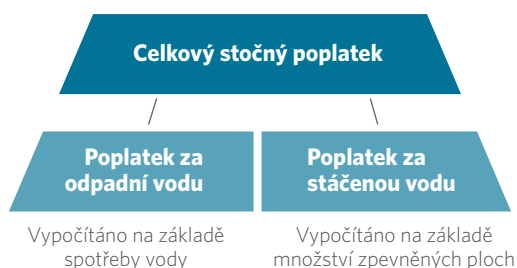 Celkový stočný poplatek
Poplatek za
odpadní vodu
Poplatek za
stáčenou vodu
Vypočítáno na základě
spotřeby vody
Vypočítáno na základě
množství zpevněných ploch